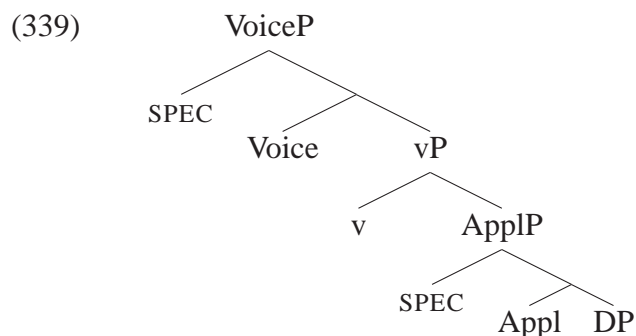 (339) VoiceP
SPEC
Voice vP
v ApplP
SPEC
Appl DP